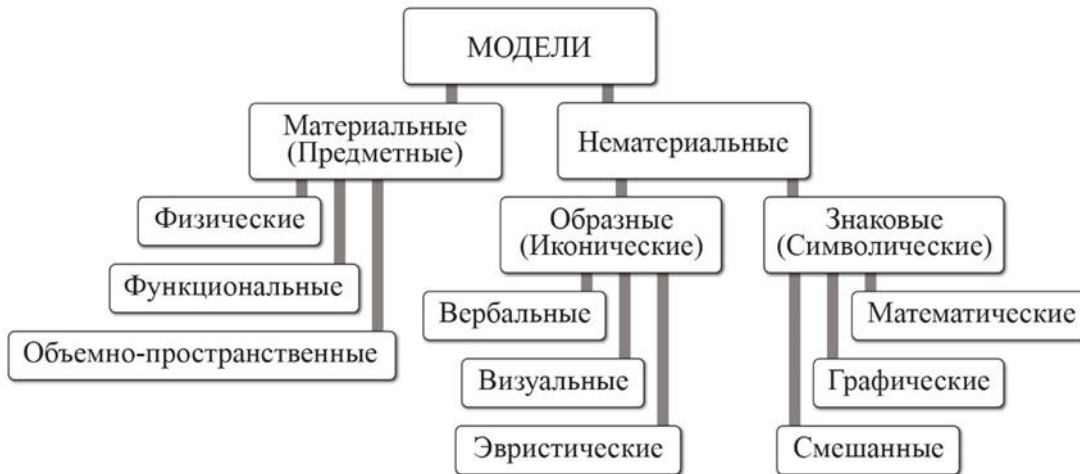 МОДЕЛИ
Материальные
(Предметные)
Нематериальные
Физические
Функциональные
Объемно-пространственные
Образные
(Иконические)
Вербальные
Визуальные
Эвристические
Знаковые
(Символические)
Математические
Графические
Смешанные